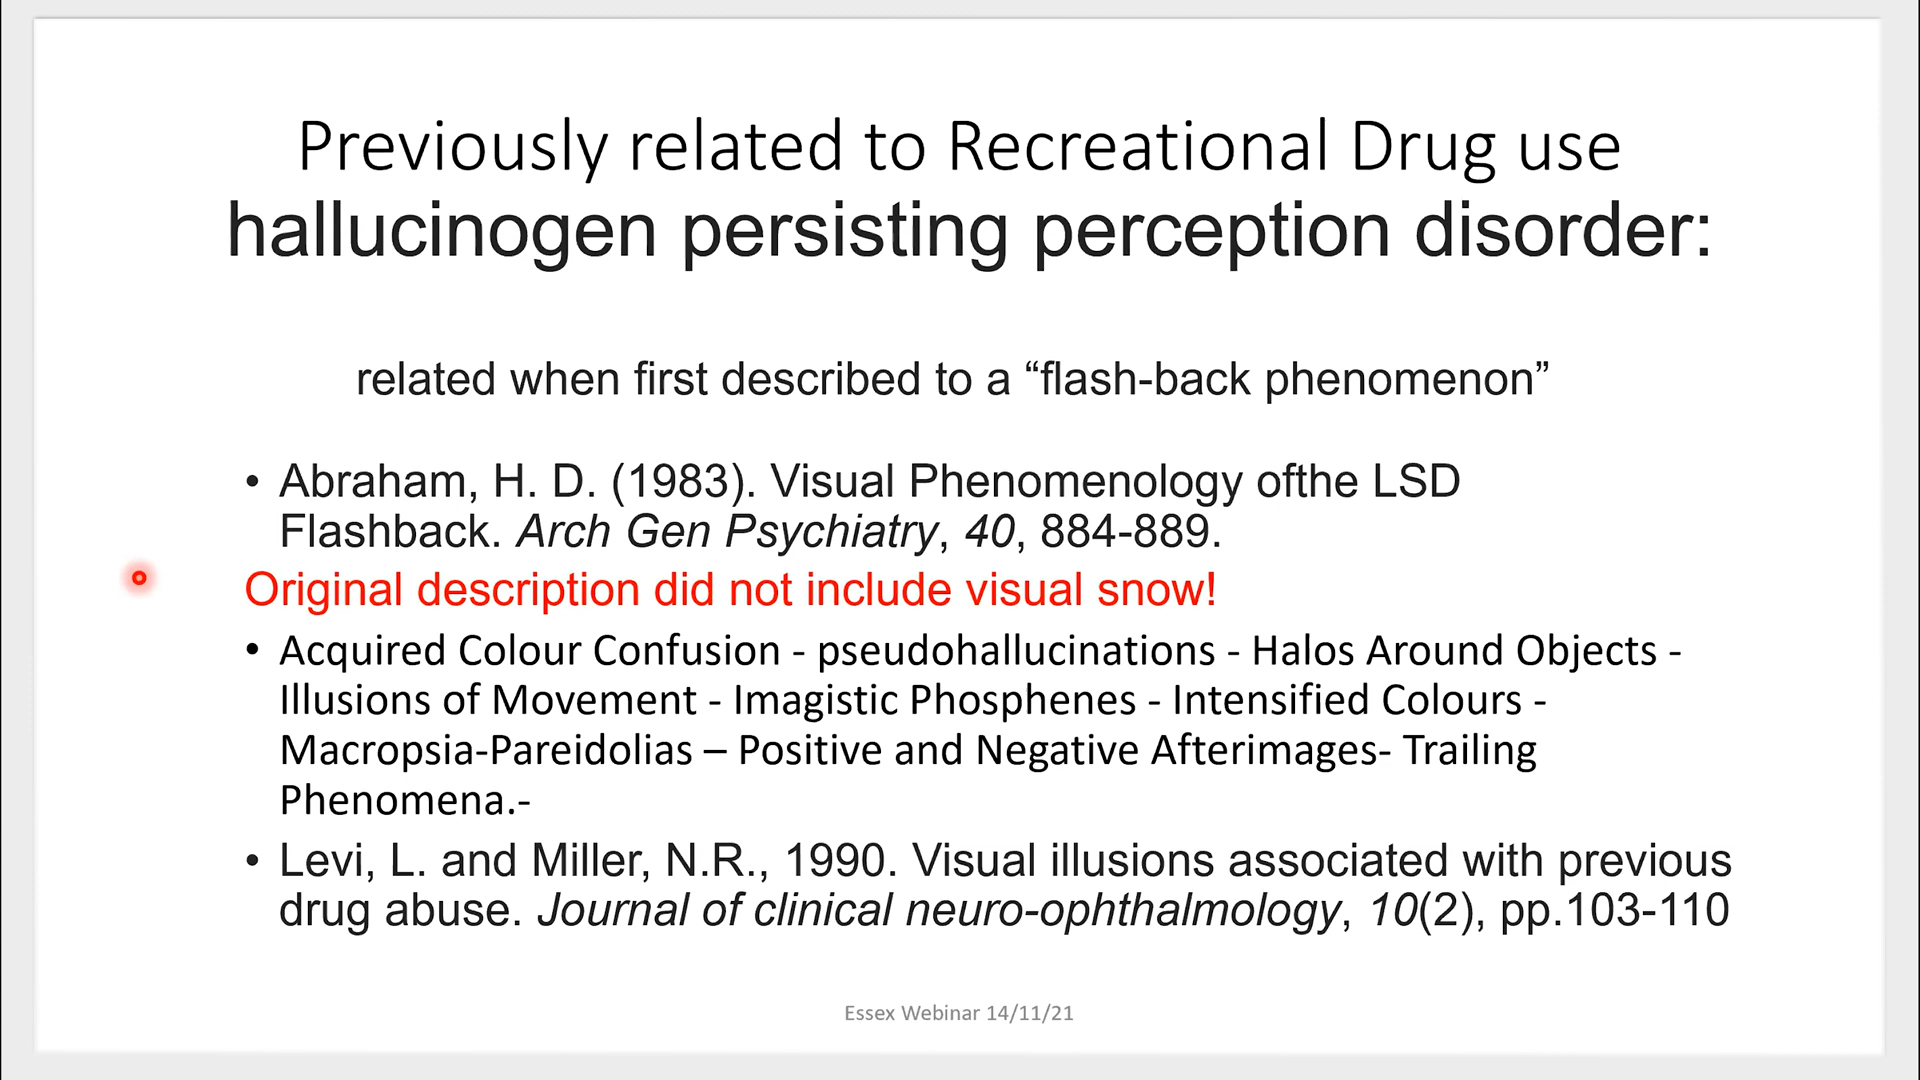 Previously related to Recreational Drug use
hallucinogen persisting perception disorder:
related when first described to a “flash-back phenomenon”
• Abraham, H. D. (1983). Visual Phenomenology ofthe LSD
Flashback. Arch Gen Psychiatry, 40, 884-889.
Original description did not include visual snow!
• Acquired Colour Confusion - pseudohallucinations - Halos Around Objects -
Illusions of Movement - Imagistic Phosphenes - Intensified Colours -
Macropsia-Pareidolias – Positive and Negative Afterimages- Trailing
Phenomena.-
• Levi, L. and Miller, N.R., 1990. Visual illusions associated with previous
drug abuse. Journal of clinical neuro-ophthalmology, 10(2), pp.103-110
Essex Webinar 14/11/21